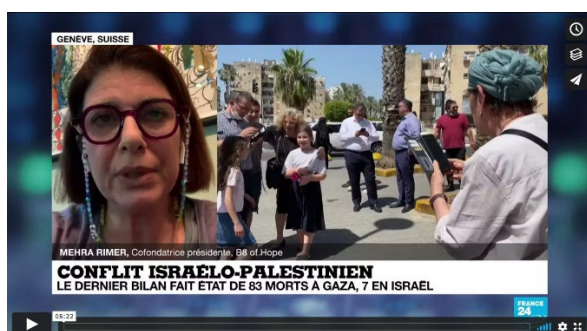 GENÈVE, SUISSE
MEHRA RIMER, Cofondatrice présidente, B8 of Hope
CONFLIT ISRAÉLO-PALESTINIEN
LE DERNIER BILAN FAIT ÉTAT DE 83 MORTS À GAZA, 7 EN ISRAËL
FRANCE
24
05:22